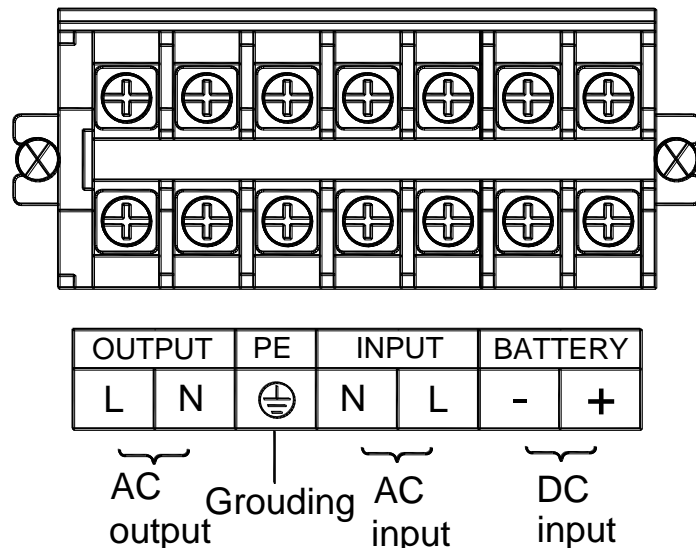 OUTPUT PE INPUT BATTERY
L N N L - +
AC output
Grouding
AC input
DC input